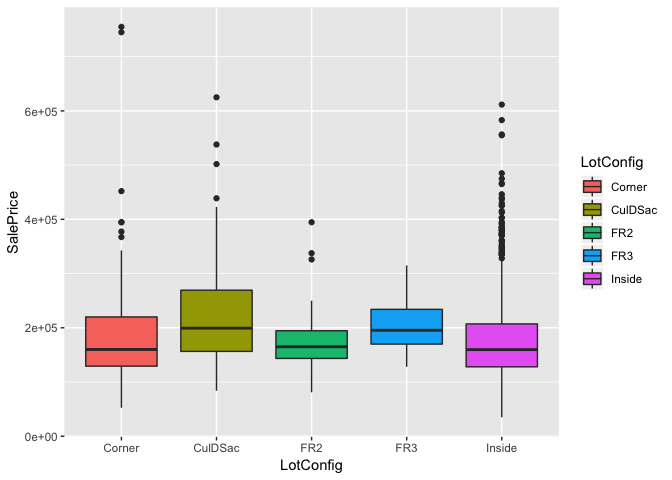 SalePrice
6e+05
4e+05
2e+05
0e+00
Corner CulDSac FR2 FR3 Inside
LotConfig
LotConfig
Corner
CulDSac
FR2
FR3
Inside